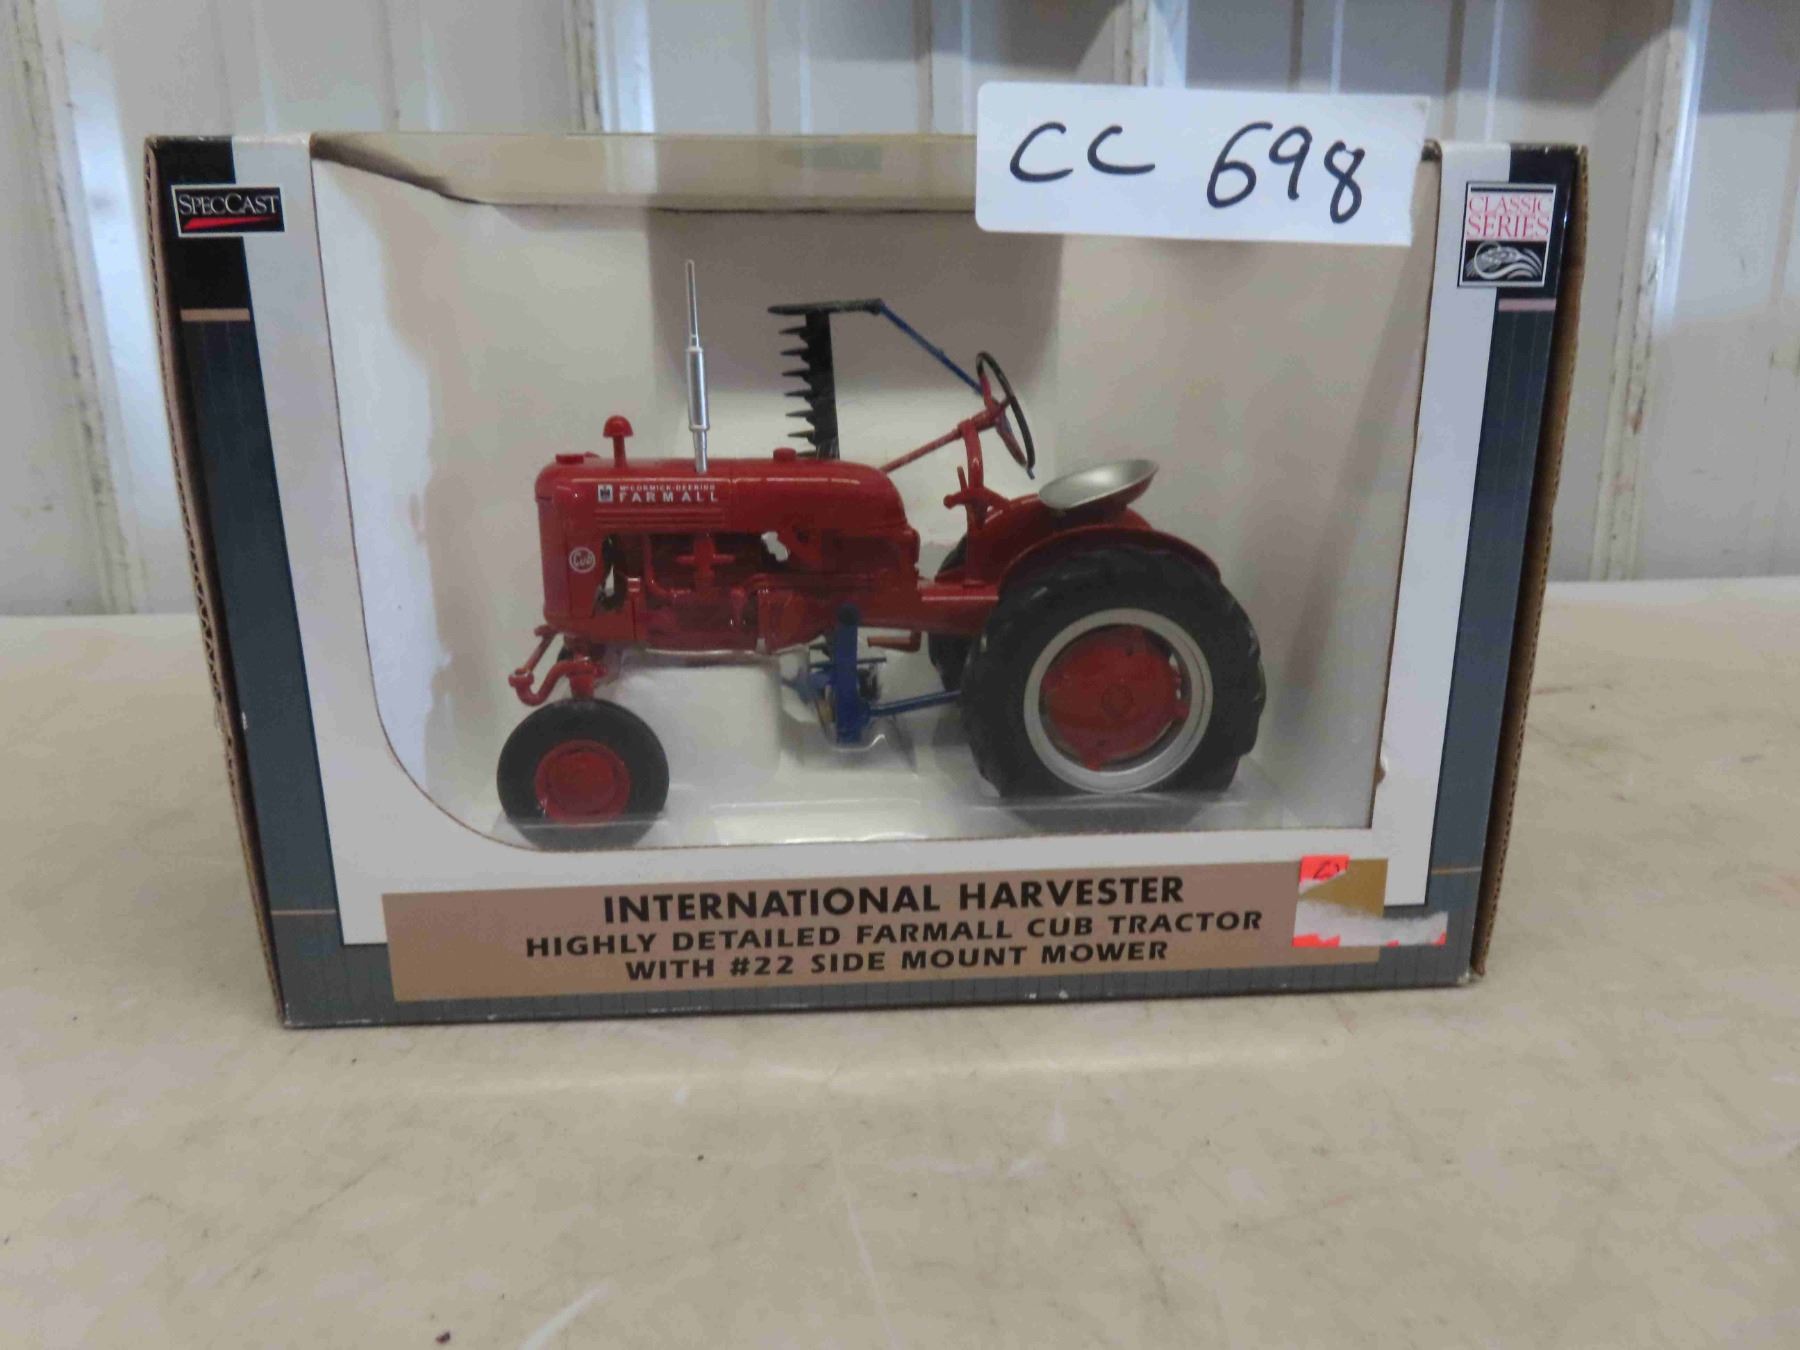 CC 698
SPECCAST
CLASSIC
SERIES
McCORMICK-DEERING
FARMALL
Cub
INTERNATIONAL HARVESTER
HIGHLY DETAILED FARMALL CUB TRACTOR
WITH #22 SIDE MOUNT MOWER